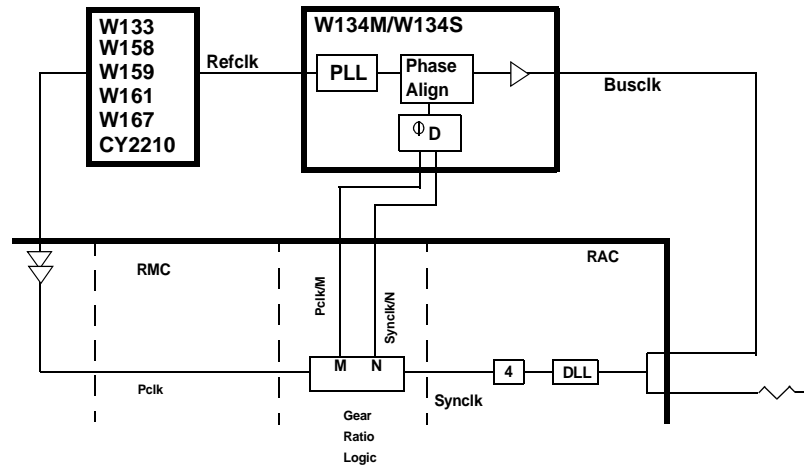 W133
W158
W159
W161
W167
CY2210
Refclk
W134M/W134S
PLL
Phase
Align
Φ D
Busclk
RMC
RAC
Pclk/M
Synclk/N
M N
4
DLL
Pclk
Synclk
Gear
Ratio
Logic